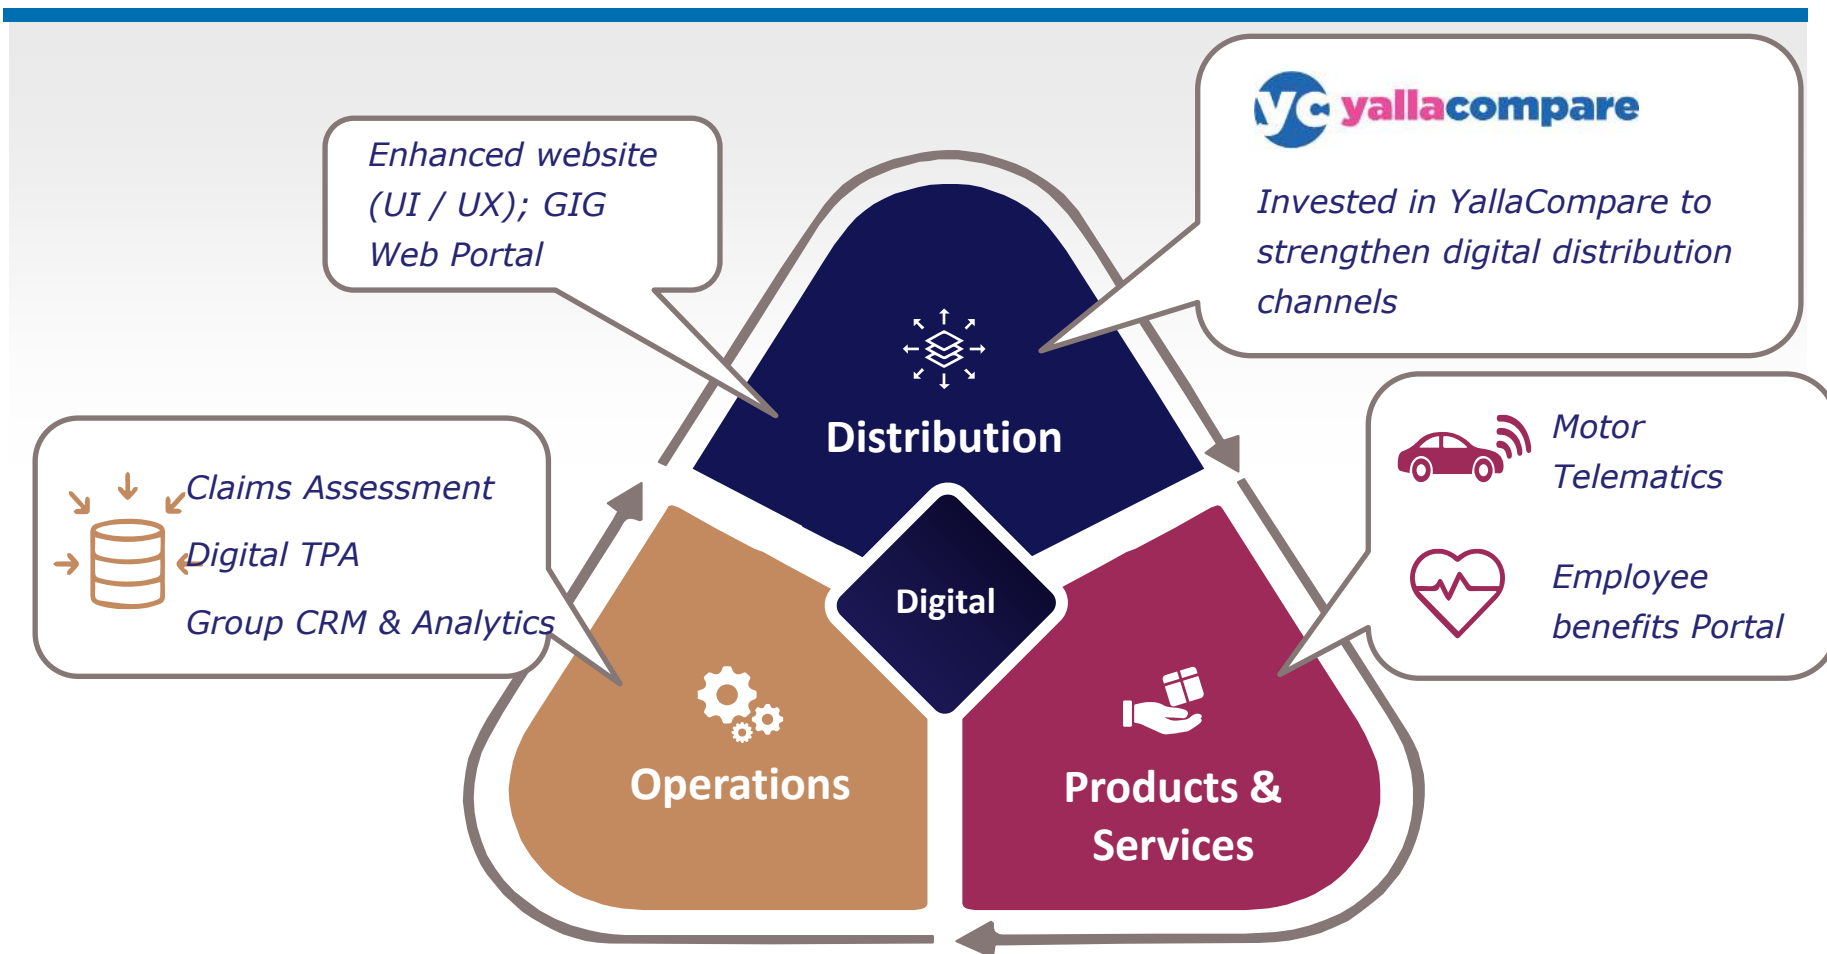 Enhanced website
(UI / UX); GIG
Web Portal
yc yallacompare
Invested in YallaCompare to
strengthen digital distribution
channels
Distribution
Motor
Telematics
Employee
benefits Portal
Claims Assessment
Digital TPA
Group CRM & Analytics
Digital
Operations
Products &
Services